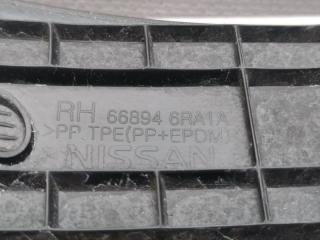 RH 66894 6RA1A
>PP TPE(PP+EPDM)
>NISSAN